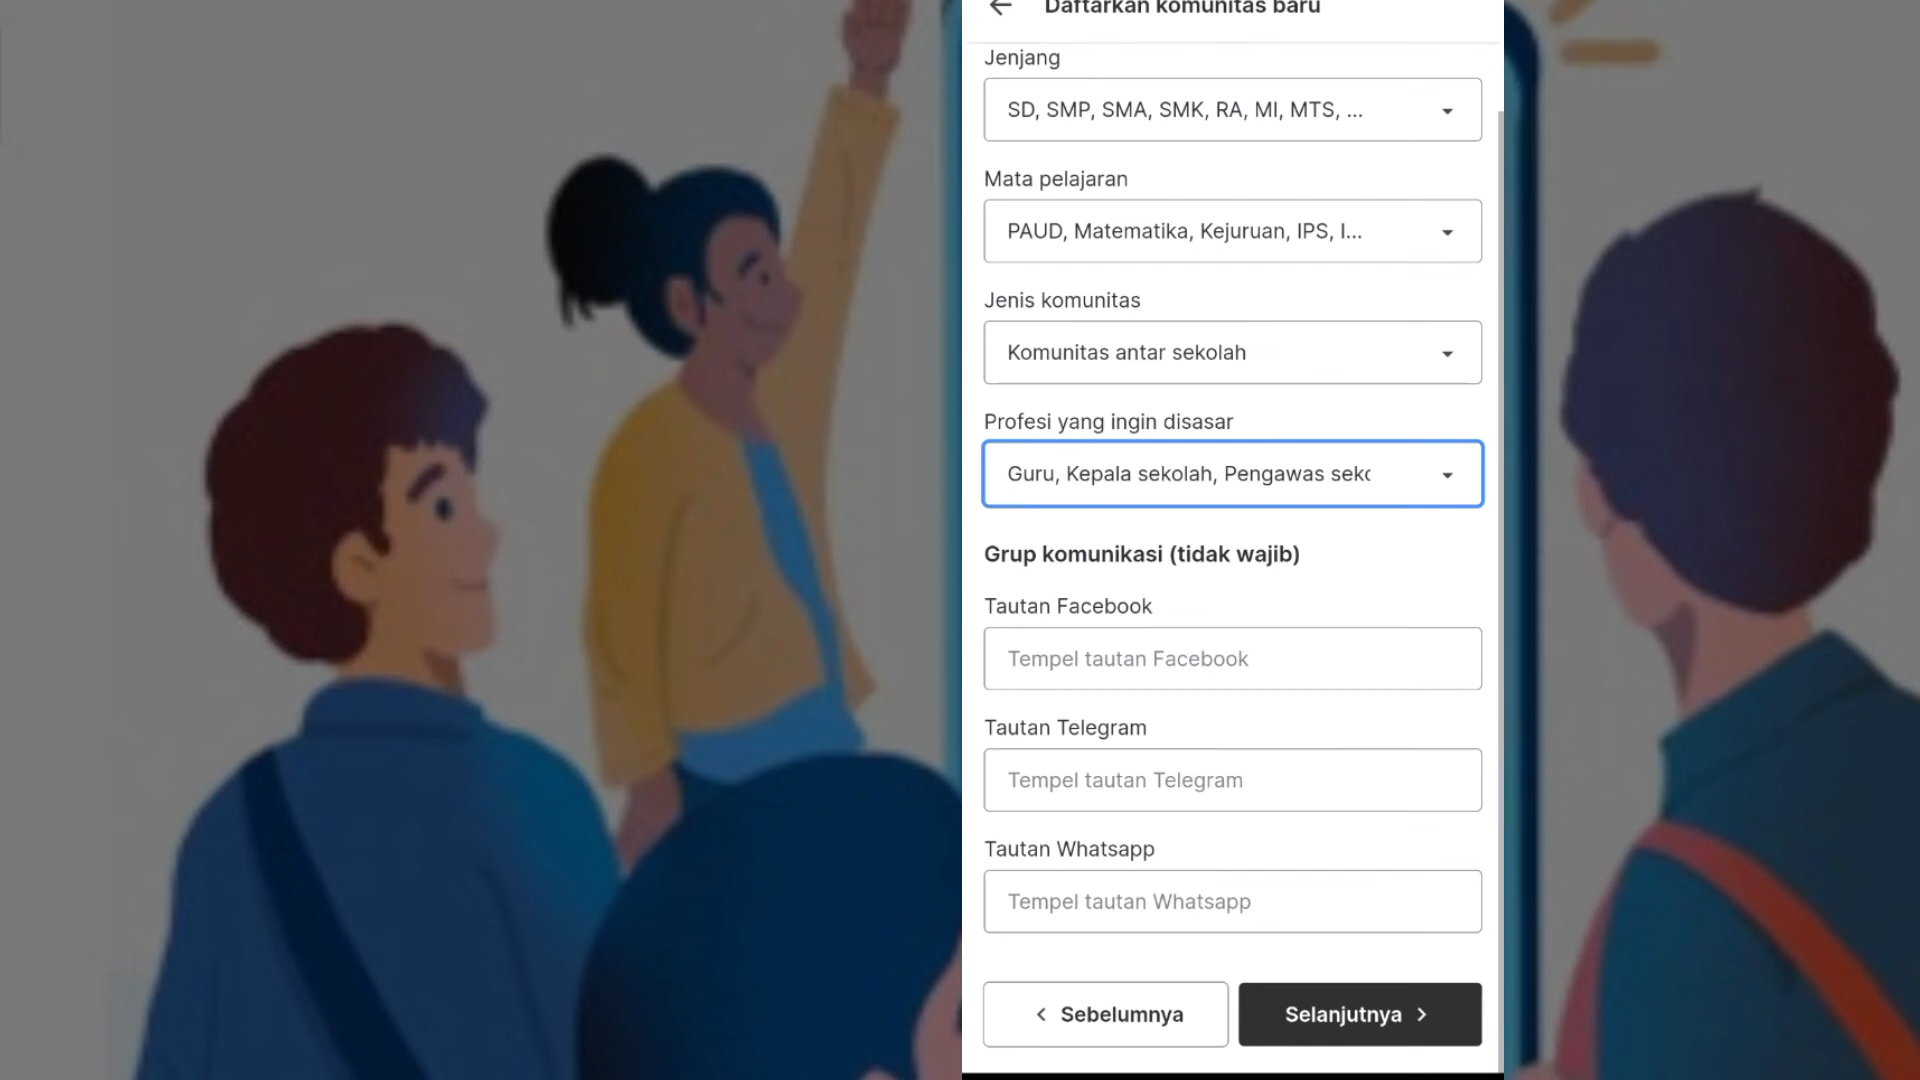 Daftarkan komunitas baru
Jenjang
SD, SMP, SMA, SMK, RA, MI, MTS, ...
Mata pelajaran
PAUD, Matematika, Kejuruan, IPS, I...
Jenis komunitas
Komunitas antar sekolah
Profesi yang ingin disasar
Guru, Kepala sekolah, Pengawas
Grup komunikasi (tidak wajib)
Tautan Facebook
Tempel tautan Facebook
Tautan Telegram
Tempel tautan Telegram
Tautan Whatsapp
Tempel tautan Whatsapp
Sebelumnya
Selanjutnya